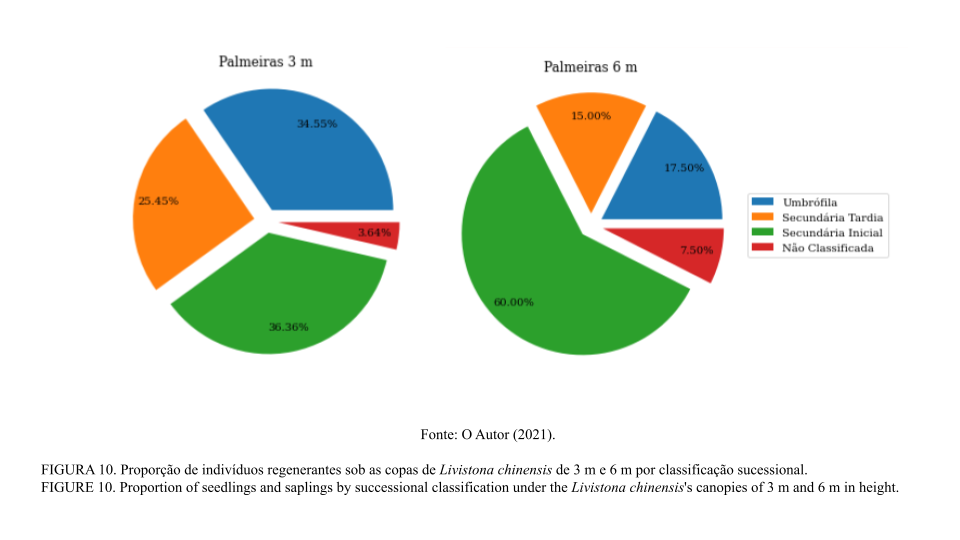 Palmeiras 3 m
34.55%
25.45%
3.64%
36.36%
Palmeiras 6 m
15.00%
17.50%
7.50%
60.00%
Umbrófila
Secundária Tardia
Secundária Inicial
Não Classificada
Fonte: O Autor (2021).
FIGURA 10. Proporção de indivíduos regenerantes sob as copas de Livistona chinensis de 3 m e 6 m por classificação sucessional.
FIGURE 10. Proportion of seedlings and saplings by successional classification under the Livistona chinensis's canopies of 3 m and 6 m in height.